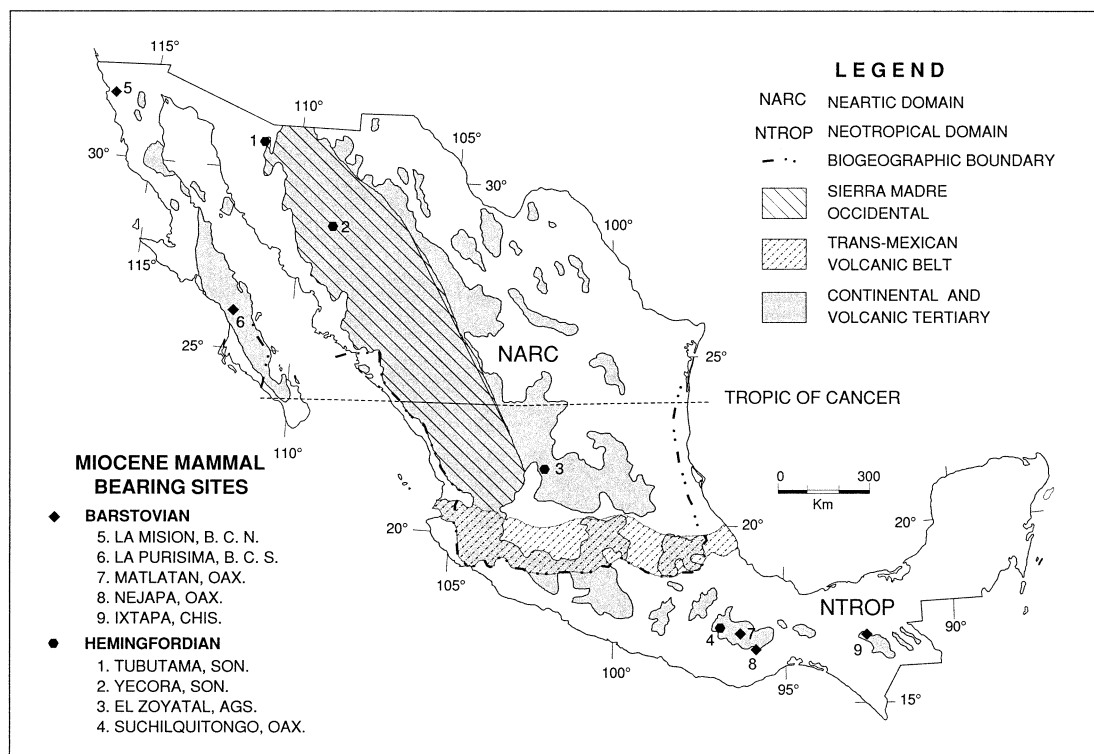 115°
110°
105°
30°
30°
100°
5
1
2
115°
6
25°
25°
NARC
TROPIC OF CANCER
110°
3
0 300
Km
20°
20°
20°
105°
NTROP
90°
4
7
8
9
100°
95°
15°
LEGEND
NARC NEARTIC DOMAIN
NTROP NEOTROPICAL DOMAIN
BIOGEOGRAPHIC BOUNDARY
SIERRA MADRE
OCCIDENTAL
TRANS-MEXICAN
VOLCANIC BELT
CONTINENTAL AND
VOLCANIC TERTIARY
MIOCENE MAMMAL
BEARING SITES
BARSTOVIAN
5. LA MISION, B. C. N.
6. LA PURISIMA, B. C. S.
7. MATLATAN, OAX.
8. NEJAPA, OAX.
9. IXTAPA, CHIS.
HEMINGFORDIAN
1. TUBUTAMA, SON.
2. YECORA, SON.
3. EL ZOYATAL, AGS.
4. SUCHILQUITONGO, OAX.